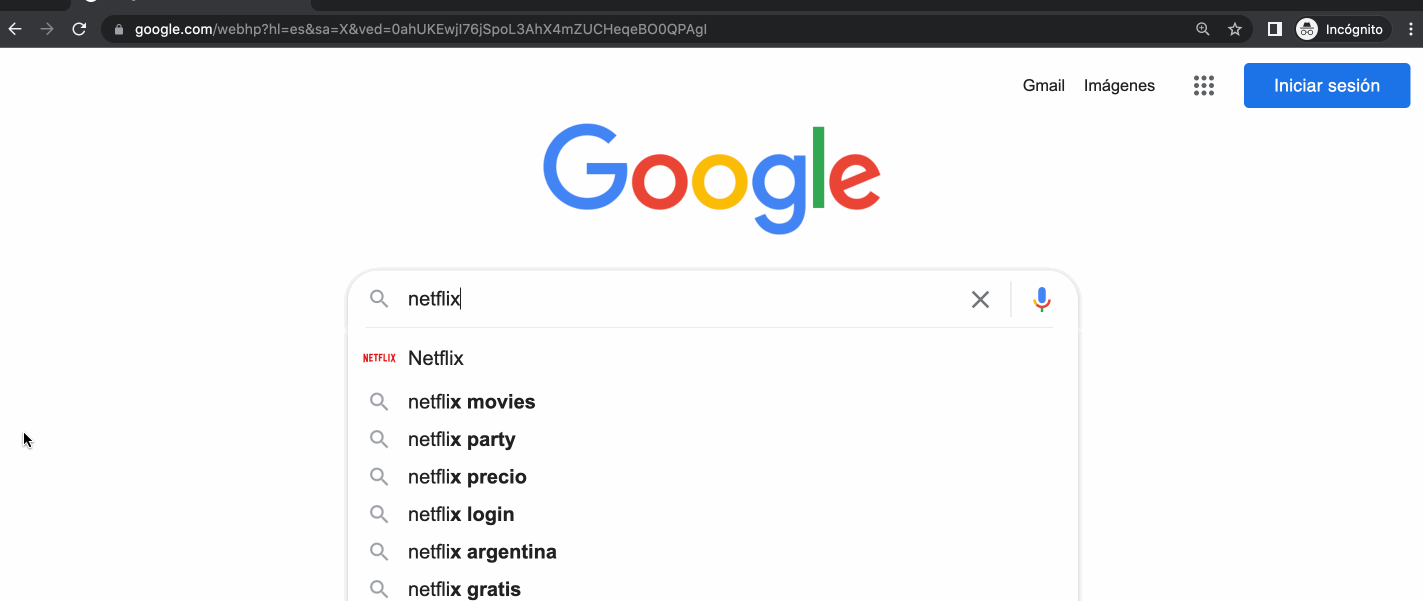 google.com/webhp?hl=es&sa=X&ved=0ahUKEwjI76jSpoL3AhX4mZUCHeqeBO0QPAgI
Incógnito
Gmail Imágenes Iniciar sesión
Google
netflix
NETFLIX Netflix
netflix movies
netflix party
netflix precio
netflix login
netflix argentina
netflix gratis